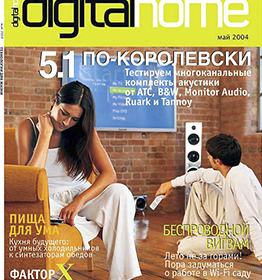 digitalhome
май 2004
5.1 ПО-КОРОЛЕВСКИ
Тестируем многоканальные
комплекты акустики
от ATC, B&W, Monitor Audio,
Ruark и Tannoy
ПИЩА
ДЛЯ УМА
Кухня будущего:
от умных холодильников
к синтезаторам обедов
ФАКТОР X
БЕСПРОВОДНОЙ
ВИГВАМ
Лето не за горами!
Пора задуматься
о работе в Wi-Fi саду